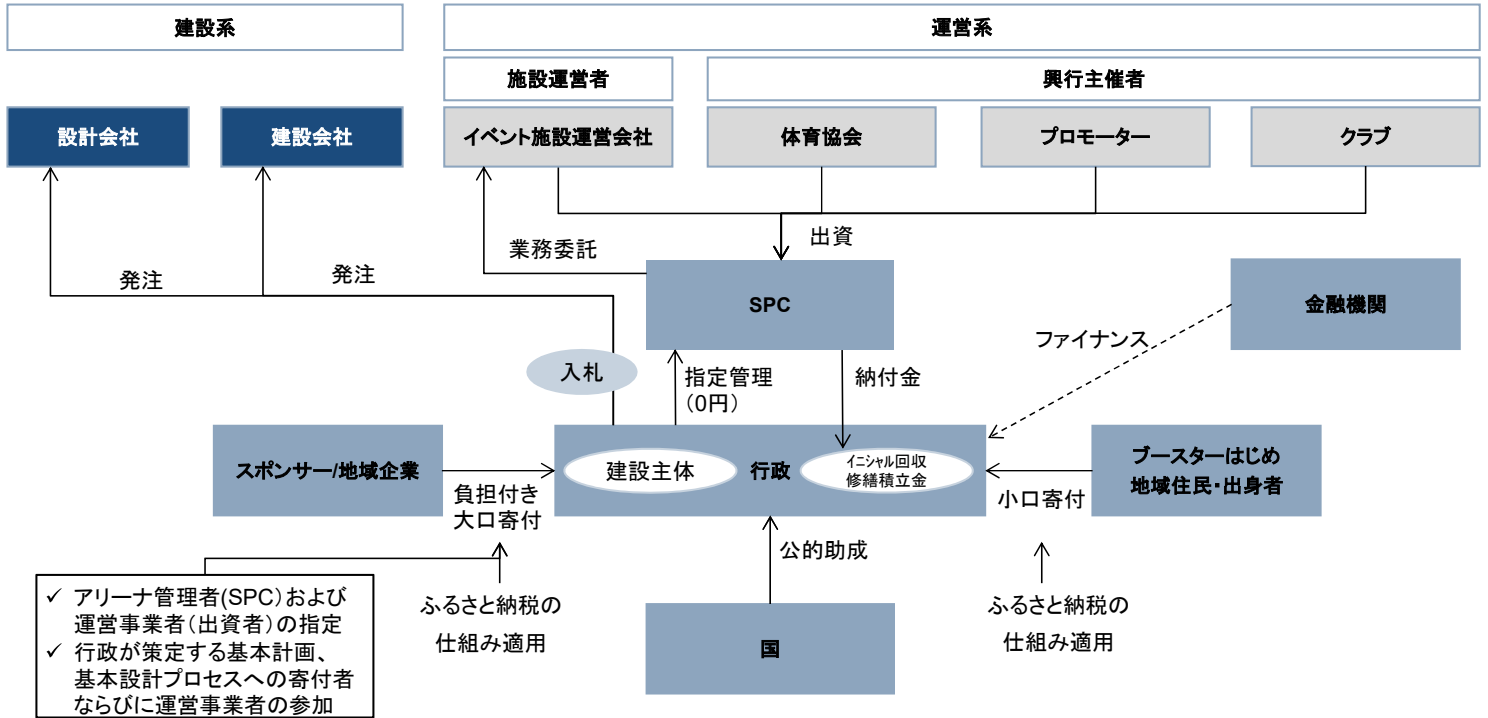 建設系
運営系
施設運営者
興行主催者
設計会社
建設会社
イベント施設運営会社
体育協会
プロモーター
クラブ
出資
業務委託
発注
発注
SPC
金融機関
ファイナンス
入札
指定管理
(0円)
納付金
スポンサー/地域企業
建設主体
行政
イニシャル回収
修繕積立金
ブースターはじめ
地域住民・出身者
負担付き
大口寄付
小口寄付
公的助成
✓ アリーナ管理者(SPC)および
運営事業者(出資者)の指定
✓ 行政が策定する基本計画、
基本設計プロセスへの寄付者
ならびに運営事業者の参加
ふるさと納税の
仕組み適用
国
ふるさと納税の
仕組み適用